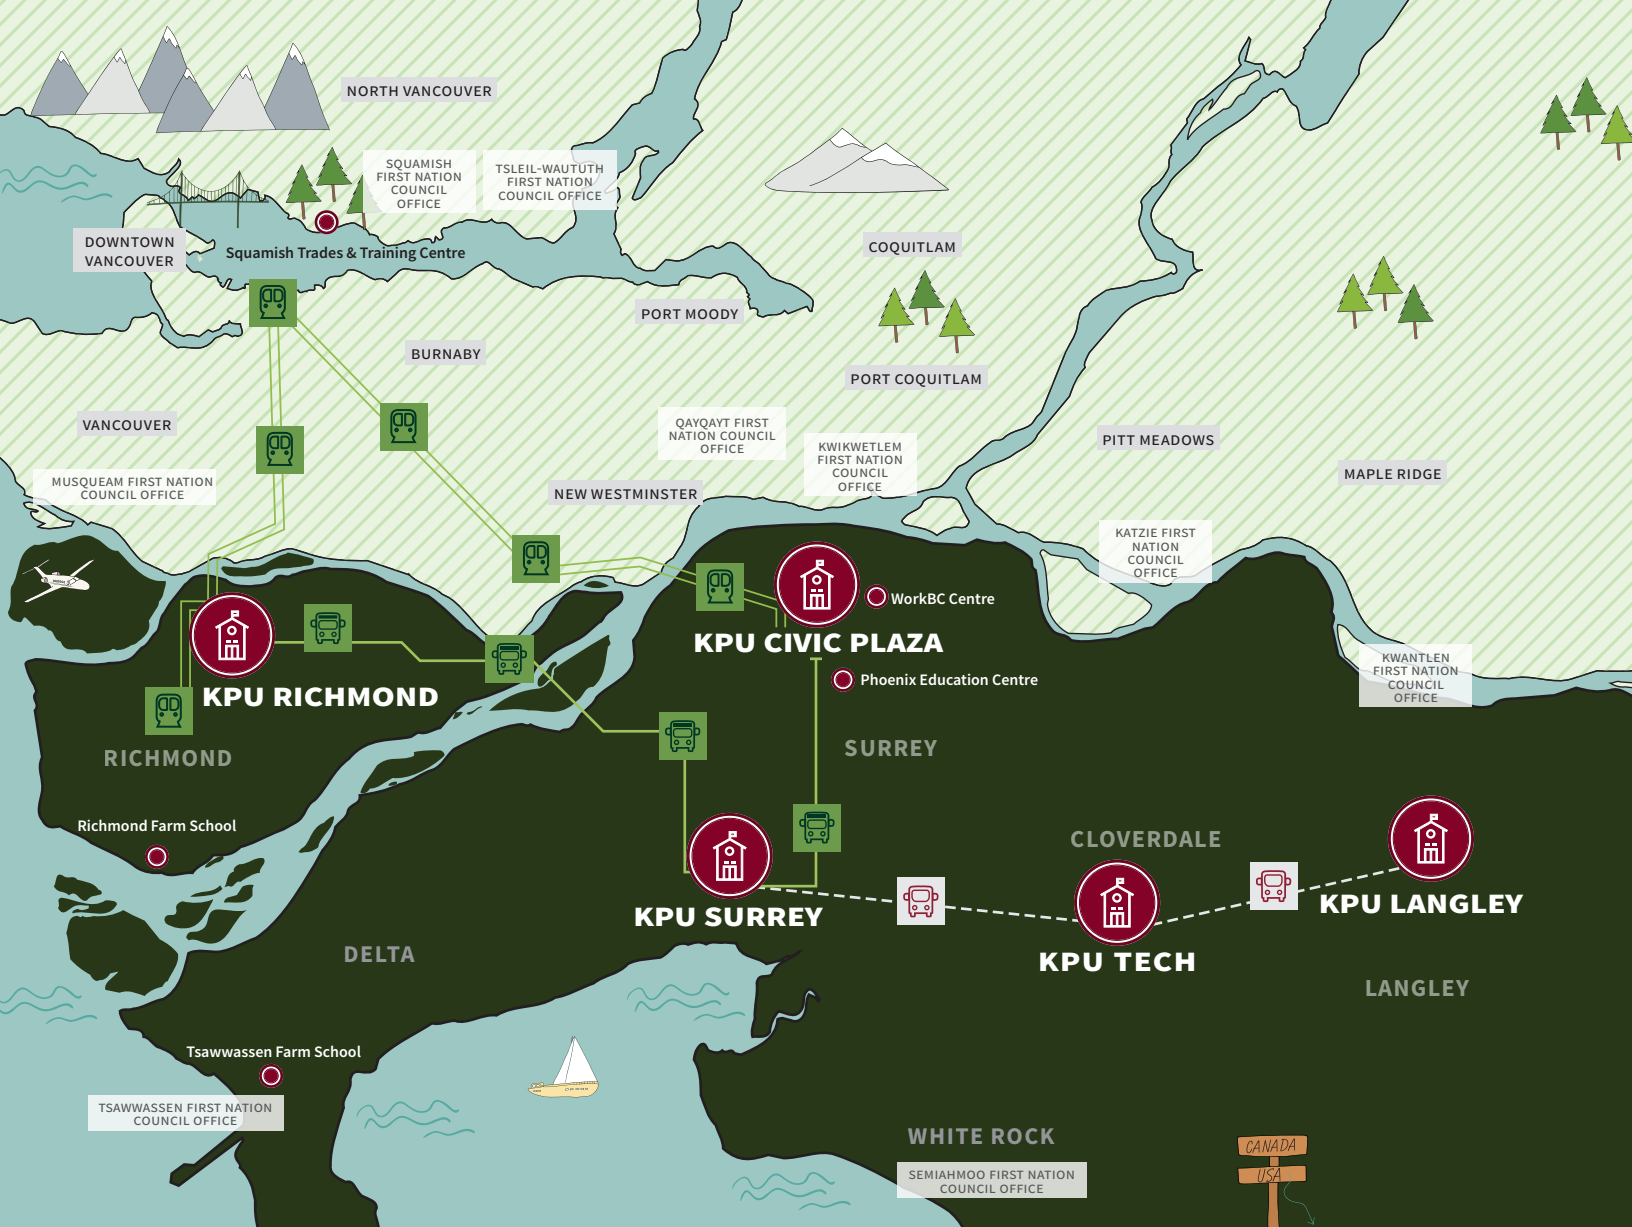 NORTH VANCOUVER
SQUAMISH
FIRST NATION
COUNCIL
OFFICE
TSLEIL-WAUTUTH
FIRST NATION
COUNCIL OFFICE
DOWNTOWN
VANCOUVER
Squamish Trades & Training Centre
COQUITLAM
PORT MOODY
BURNABY
PORT COQUITLAM
VANCOUVER
QAYQAYT FIRST
NATION COUNCIL
OFFICE
KWIKWETLEM
FIRST NATION
COUNCIL
OFFICE
PITT MEADOWS
MAPLE RIDGE
MUSQUEAM FIRST NATION
COUNCIL OFFICE
NEW WESTMINSTER
KATZIE FIRST
NATION
COUNCIL
OFFICE
WorkBC Centre
KPU CIVIC PLAZA
KWANTLEN
FIRST NATION
COUNCIL
OFFICE
Phoenix Education Centre
KPU RICHMOND
RICHMOND
SURREY
Richmond Farm School
CLOVERDALE
KPU LANGLEY
KPU SURREY
DELTA
KPU TECH
LANGLEY
Tsawwassen Farm School
TSAWWASSEN FIRST NATION
COUNCIL OFFICE
WHITE ROCK
SEMIAHMOO FIRST NATION
COUNCIL OFFICE
CANADA
USA